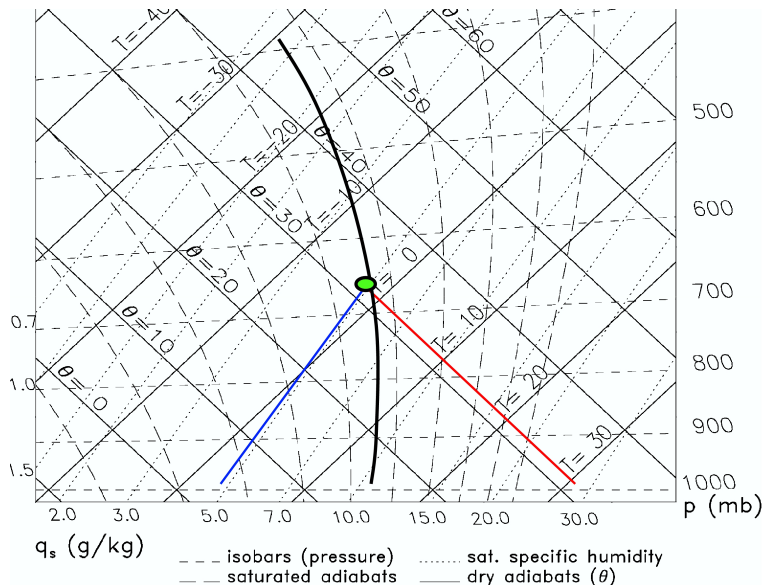 T=-40
θ=60
T=-30
θ=50
500
T=-20
θ=40
T=-10
600
θ=30
θ=20
T= 0
700
0.7
θ=10
T= 10
800
1.0
θ= 0
T= 20
900
T= 30
1.5
1000
2.0 3.0 5.0 7.0 10.0 15.0 20.0 30.0 p (mb)
qs (g/kg)
isobars (pressure) sat. specific humidity
saturated adiabats dry adiabats (θ)